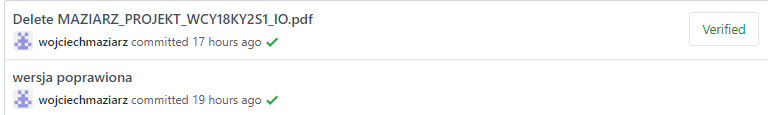 Delete MAZIARZ_PROJEKT_WCY18KY2S1_IO.pdf
wojciechmaziarz committed 17 hours ago
Verified
wersja poprawiona
wojciechmaziarz committed 19 hours ago